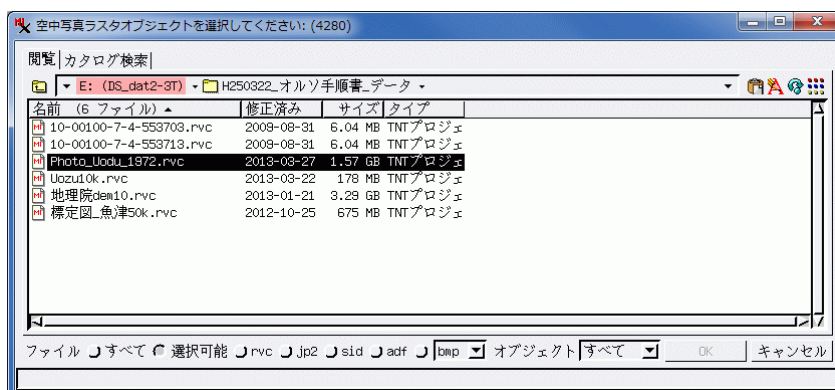 空中写真ラスタオブジェクトを選択してください: (4280)
閲覧 カタログ検索
E: (DS_dat2-3T) H250322_オルソ手順書_データ
名前 (6 ファイル) 修正済み サイズ タイプ
10-00100-7-4-553703.rvc 2009-08-31 6.04 MB TNTプロジェ
10-00100-7-4-553713.rvc 2009-08-31 6.04 MB TNTプロジェ
Photo_Uodu_1972.rvc 2013-03-27 1.57 GB TNTプロジェ
Uozu10k.rvc 2013-03-22 178 MB TNTプロジェ
地理院dem10.rvc 2013-01-21 3.29 GB TNTプロジェ
標定図_魚津50k.rvc 2012-10-25 675 MB TNTプロジェ
ファイル すべて 選択可能 rvc jp2 sid adf bmp オブジェクト すべて OK キャンセル